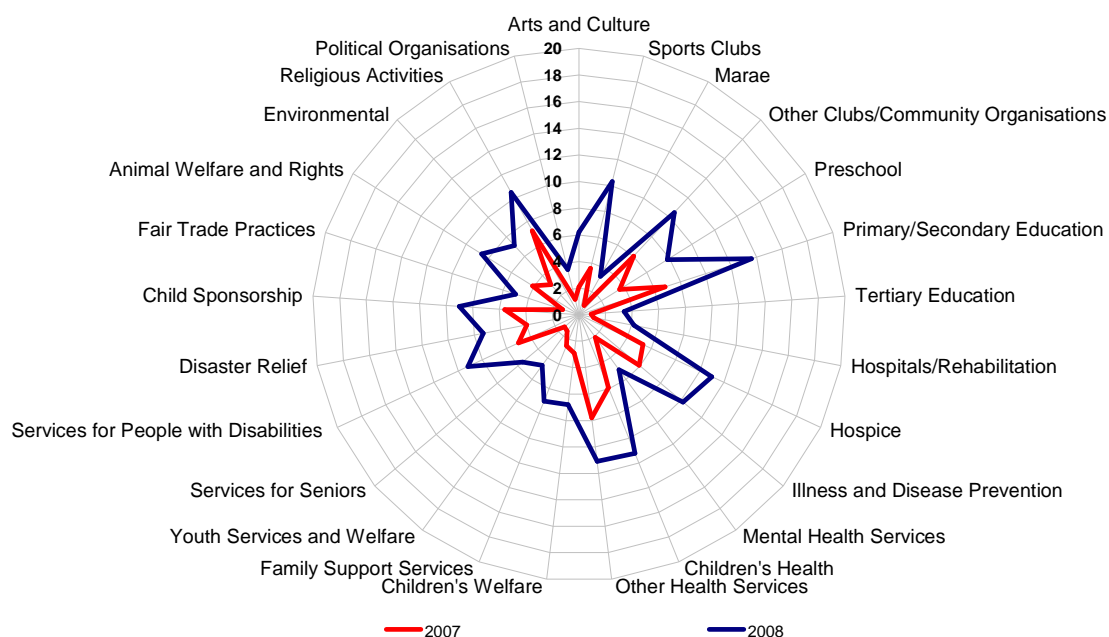 Arts and Culture
Sports Clubs
Marae
Other Clubs/Community Organisations
Preschool
Primary/Secondary Education
Tertiary Education
Hospitals/Rehabilitation
Hospice
Illness and Disease Prevention
Mental Health Services
Children's Health
Other Health Services
Children's Welfare
Family Support Services
Youth Services and Welfare
Services for Seniors
Services for People with Disabilities
Disaster Relief
Child Sponsorship
Fair Trade Practices
Animal Welfare and Rights
Environmental
Religious Activities
Political Organisations
20
18
16
14
12
10
8
6
4
2
0
2007
2008